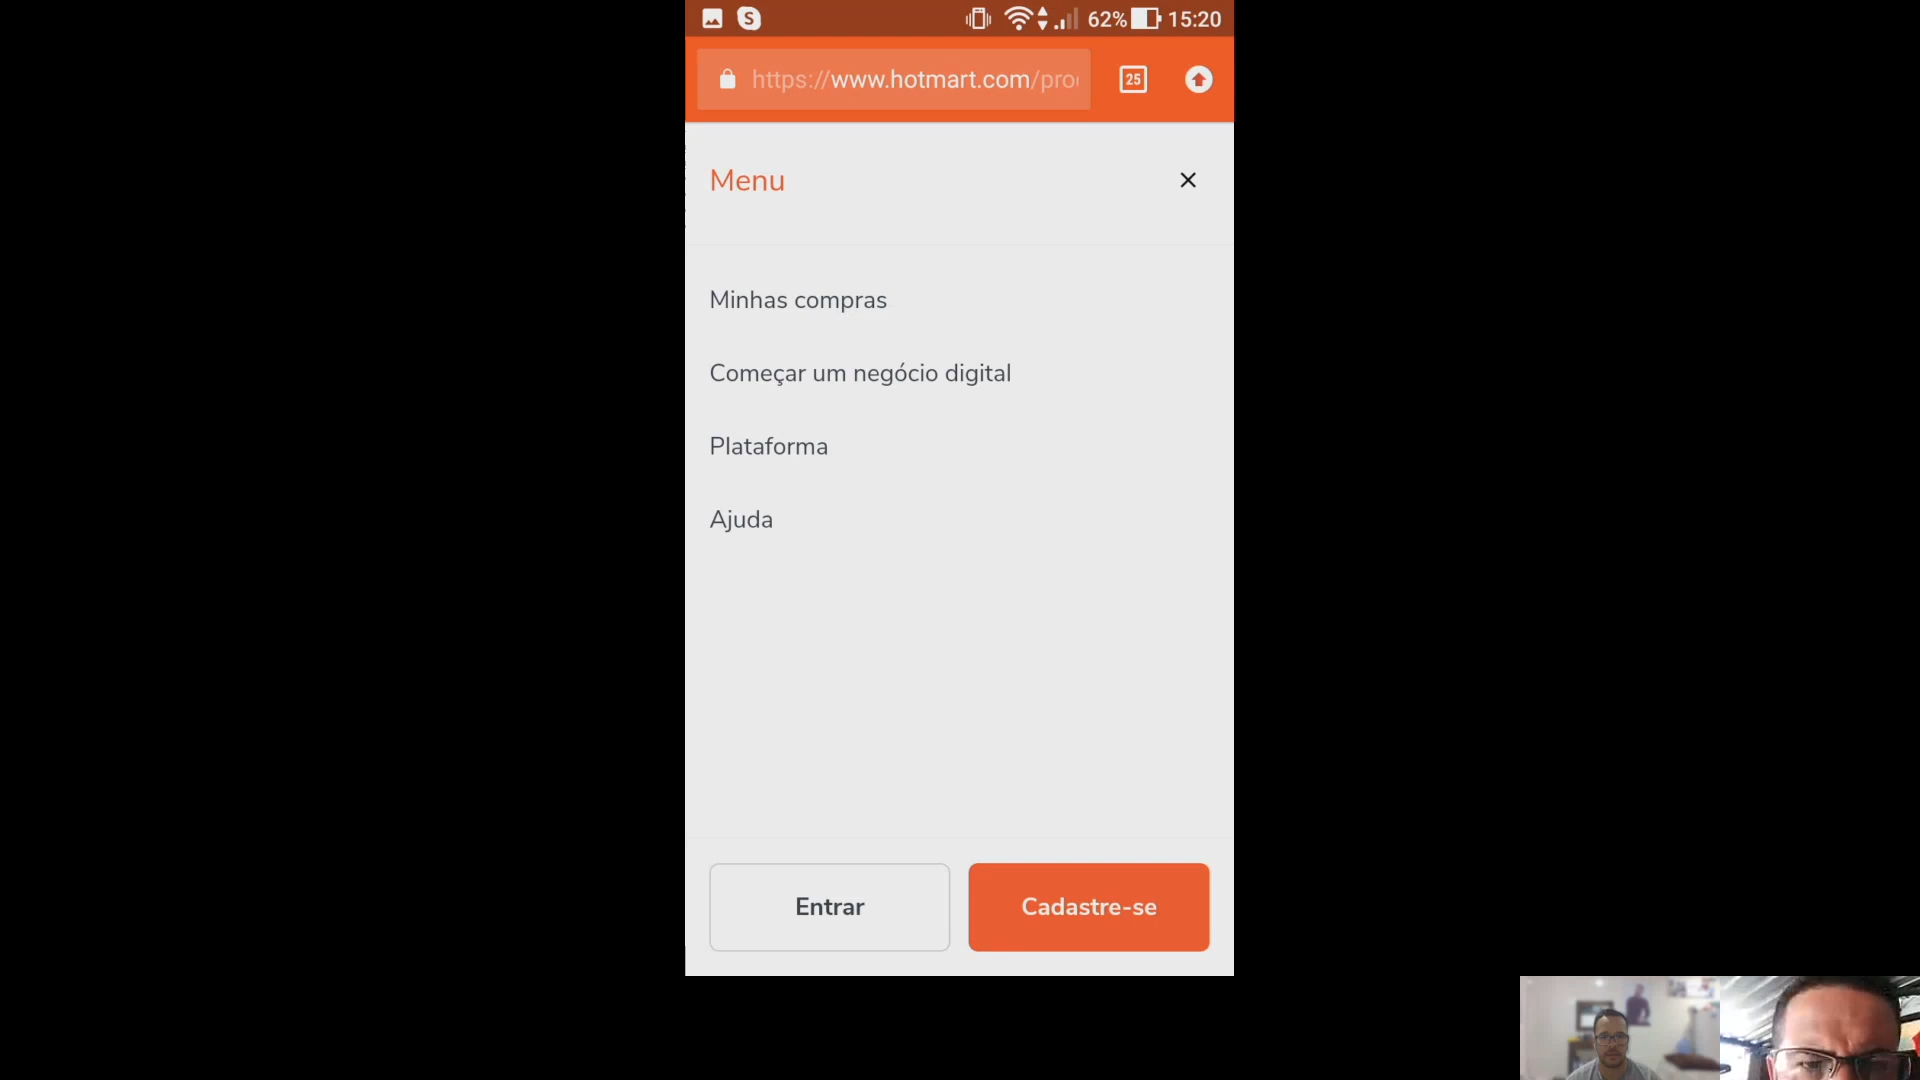 S 62% 15:20
https://www.hotmart.com/pro 25
Menu
Minhas compras
Começar um negócio digital
Plataforma
Ajuda
Entrar
Cadastre-se